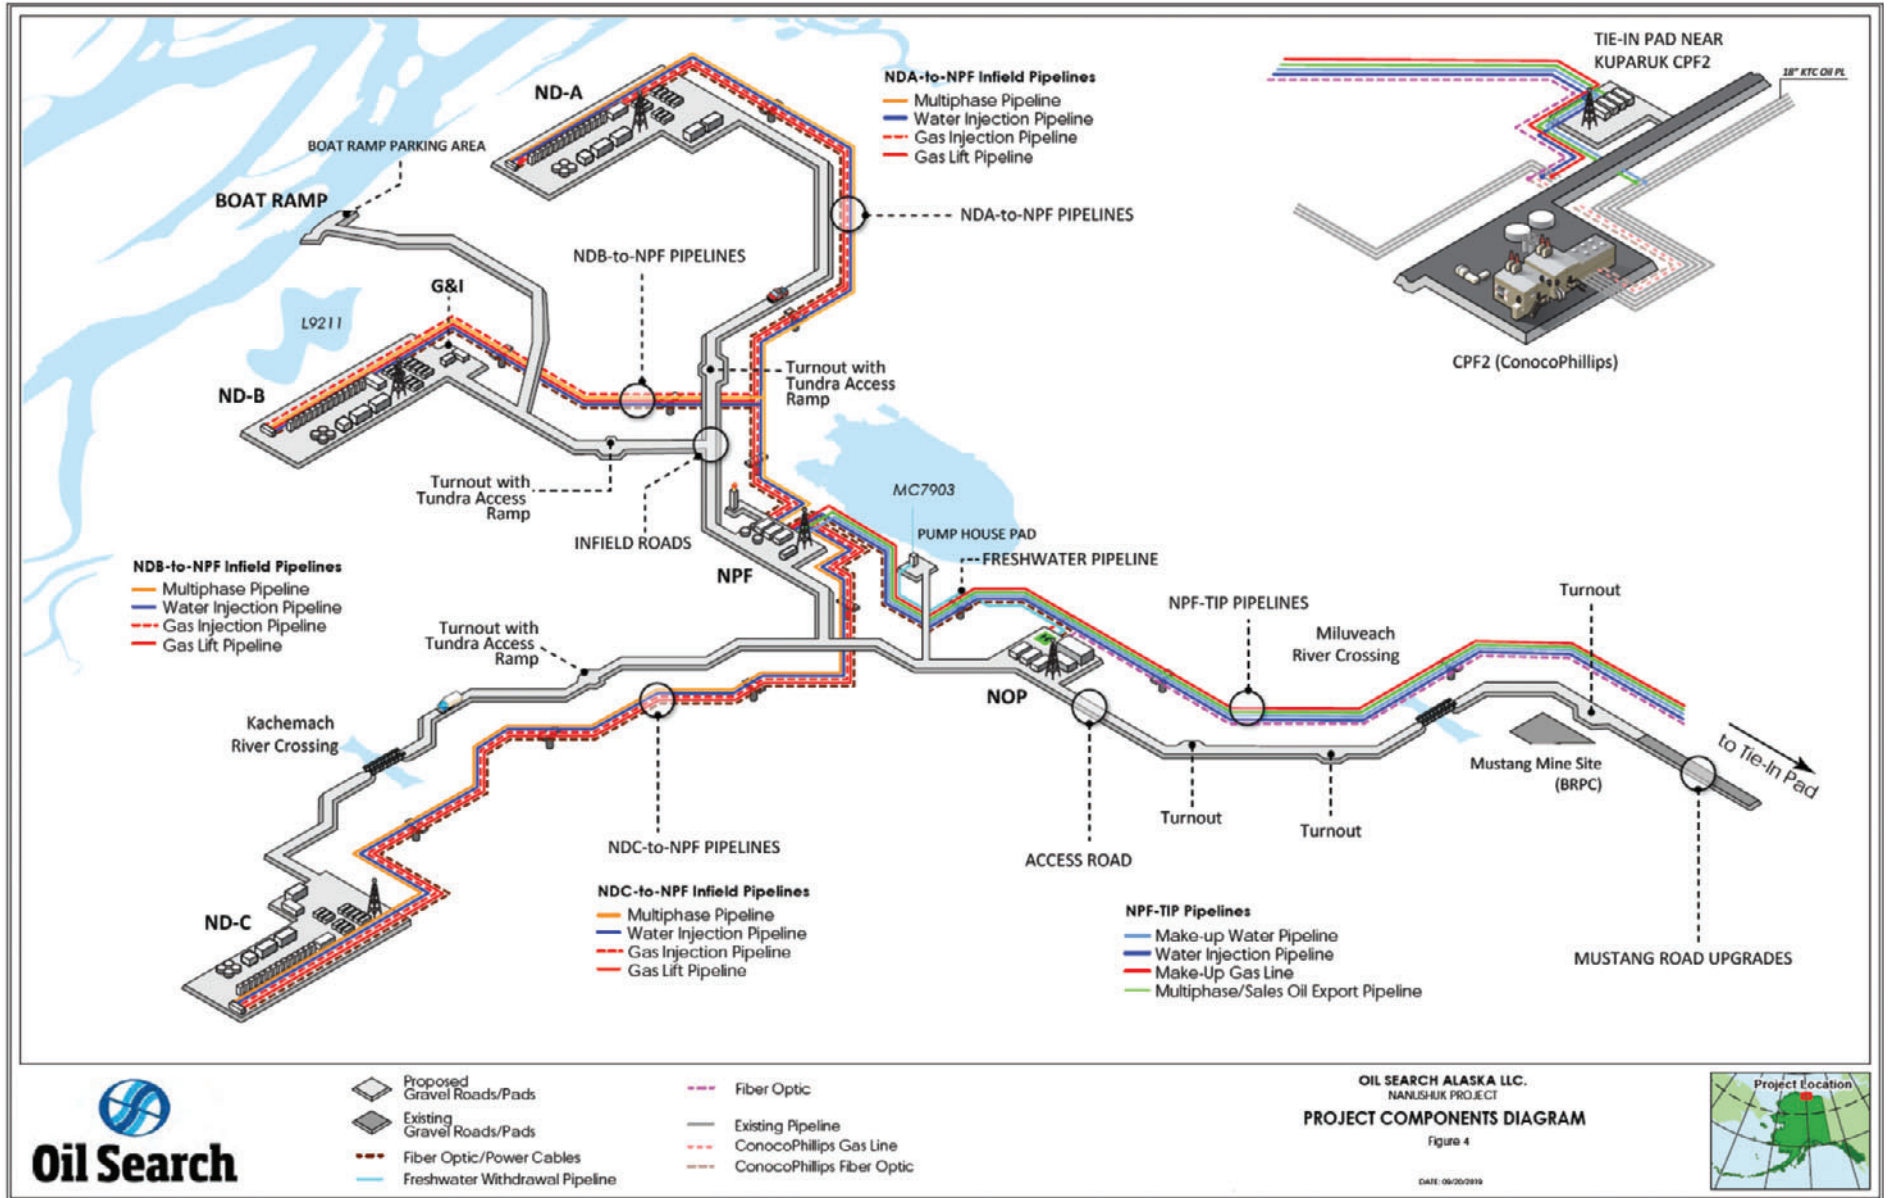 TIE-IN PAD NEAR
KUPARUK CPF2
18" KTC Oil PL
ND-A
NDA-to-NPF Infield Pipelines
Multiphase Pipeline
Water Injection Pipeline
Gas Injection Pipeline
Gas Lift Pipeline
BOAT RAMP PARKING AREA
BOAT RAMP
NDA-to-NPF PIPELINES
NDB-to-NPF PIPELINES
G&I
L9211
CPF2 (ConocoPhillips)
Turnout with
Tundra Access
Ramp
ND-B
Turnout with
Tundra Access
Ramp
MC7903
INFIELD ROADS
PUMP HOUSE PAD
FRESHWATER PIPELINE
NPF
NDB-to-NPF Infield Pipelines
Multiphase Pipeline
Water Injection Pipeline
Gas Injection Pipeline
Gas Lift Pipeline
NPF-TIP PIPELINES
Turnout
Turnout with
Tundra Access
Ramp
Miluveach
River Crossing
NOP
Kachemach
River Crossing
to Tie-In Pad
Mustang Mine Site
(BRPC)
Turnout
Turnout
NDC-to-NPF PIPELINES
ACCESS ROAD
NDC-to-NPF Infield Pipelines
Multiphase Pipeline
Water Injection Pipeline
Gas Injection Pipeline
Gas Lift Pipeline
ND-C
NPF-TIP Pipelines
Make-up Water Pipeline
Water Injection Pipeline
Make-Up Gas Line
Multiphase/Sales Oil Export Pipeline
MUSTANG ROAD UPGRADES
Oil Search
Proposed
Gravel Roads/Pads
Existing
Gravel Roads/Pads
Fiber Optic/Power Cables
Freshwater Withdrawal Pipeline
Fiber Optic
Existing Pipeline
ConocoPhillips Gas Line
ConocoPhillips Fiber Optic
OIL SEARCH ALASKA LLC.
NANUSHUK PROJECT
PROJECT COMPONENTS DIAGRAM
Figure 4
DATE: 09/20/2019
Project Location